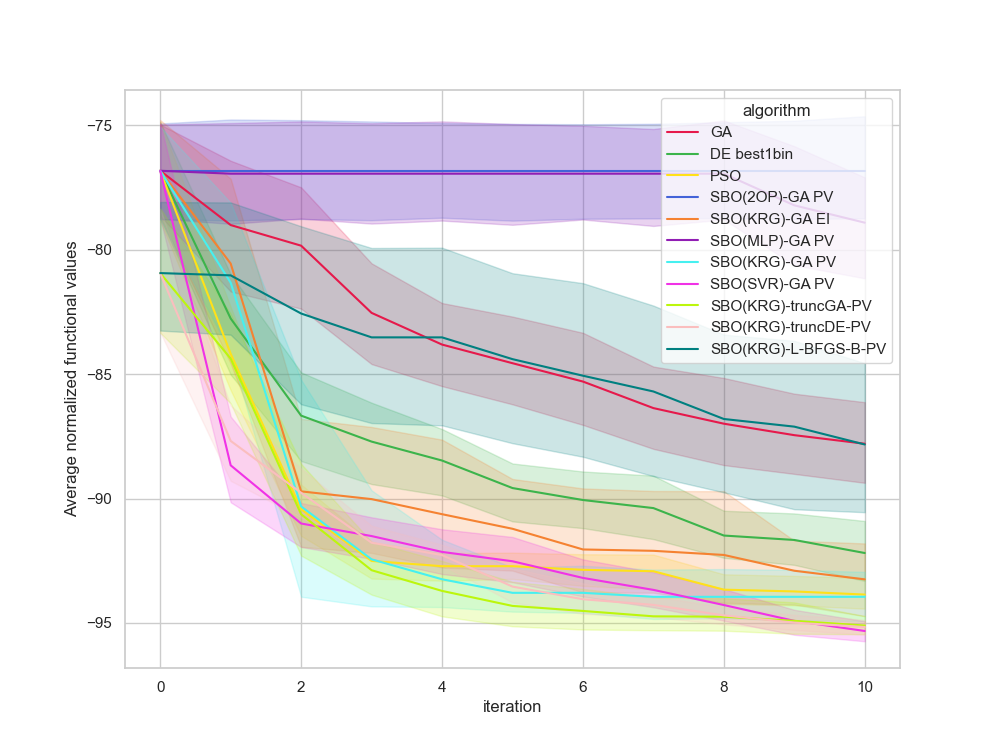 Average normalized functional values
−75
−80
−85
−90
−95
0
2
4
6
8
10
iteration
algorithm
GA
DE best1bin
PSO
SBO(2OP)-GA PV
SBO(KRG)-GA EI
SBO(MLP)-GA PV
SBO(KRG)-GA PV
SBO(SVR)-GA PV
SBO(KRG)-truncGA-PV
SBO(KRG)-truncDE-PV
SBO(KRG)-L-BFGS-B-PV